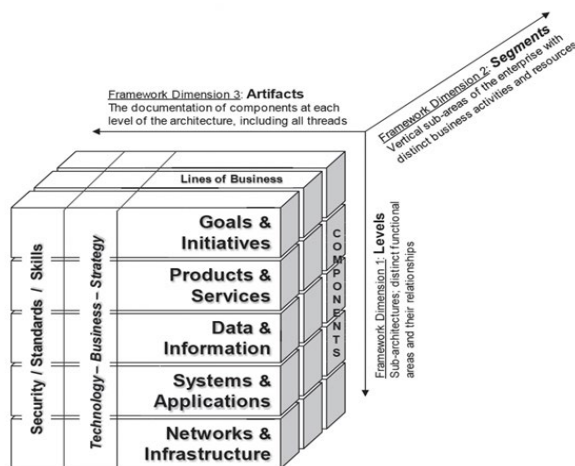 Framework Dimension 3: Artifacts
The documentation of components at each
level of the architecture, including all threads
Framework Dimension 2: Segments
Vertical sub-areas of the enterprise with
distinct business activities and resources
Lines of Business
Security / Standards / Skills
Technology – Business – Strategy
Goals &
Initiatives
Products &
Services
Data &
Information
Systems &
Applications
Networks &
Infrastructure
COMPONENTS
Framework Dimension 1: Levels
Sub-architectures; distinct functional
areas and their relationships